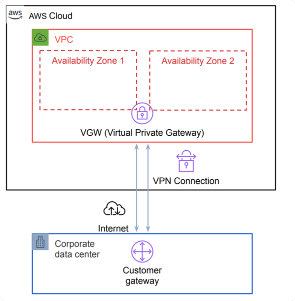 aws AWS Cloud
VPC
Availability Zone 1 Availability Zone 2
VGW (Virtual Private Gateway)
VPN Connection
Internet
Corporate
data center
Customer
gateway